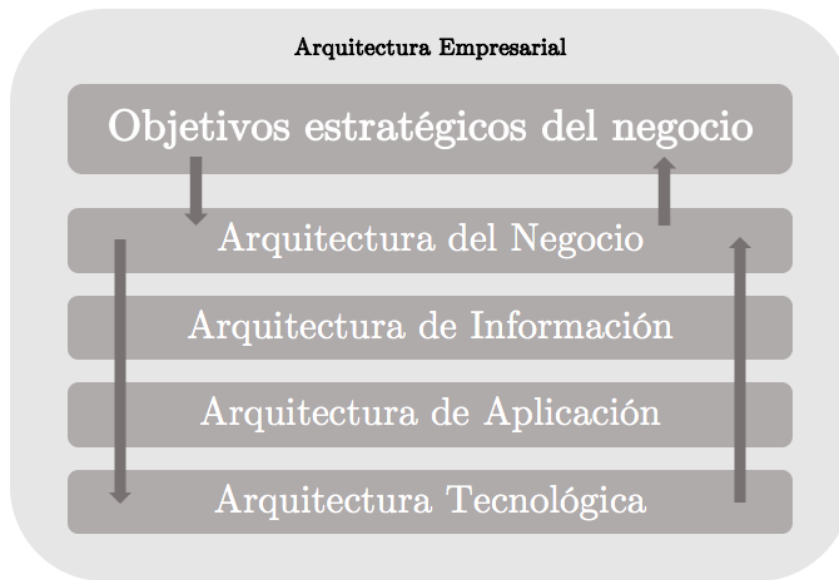 Arquitectura Empresarial
Objetivos estratégicos del negocio
Arquitectura del Negocio
Arquitectura de Información
Arquitectura de Aplicación
Arquitectura Tecnológica